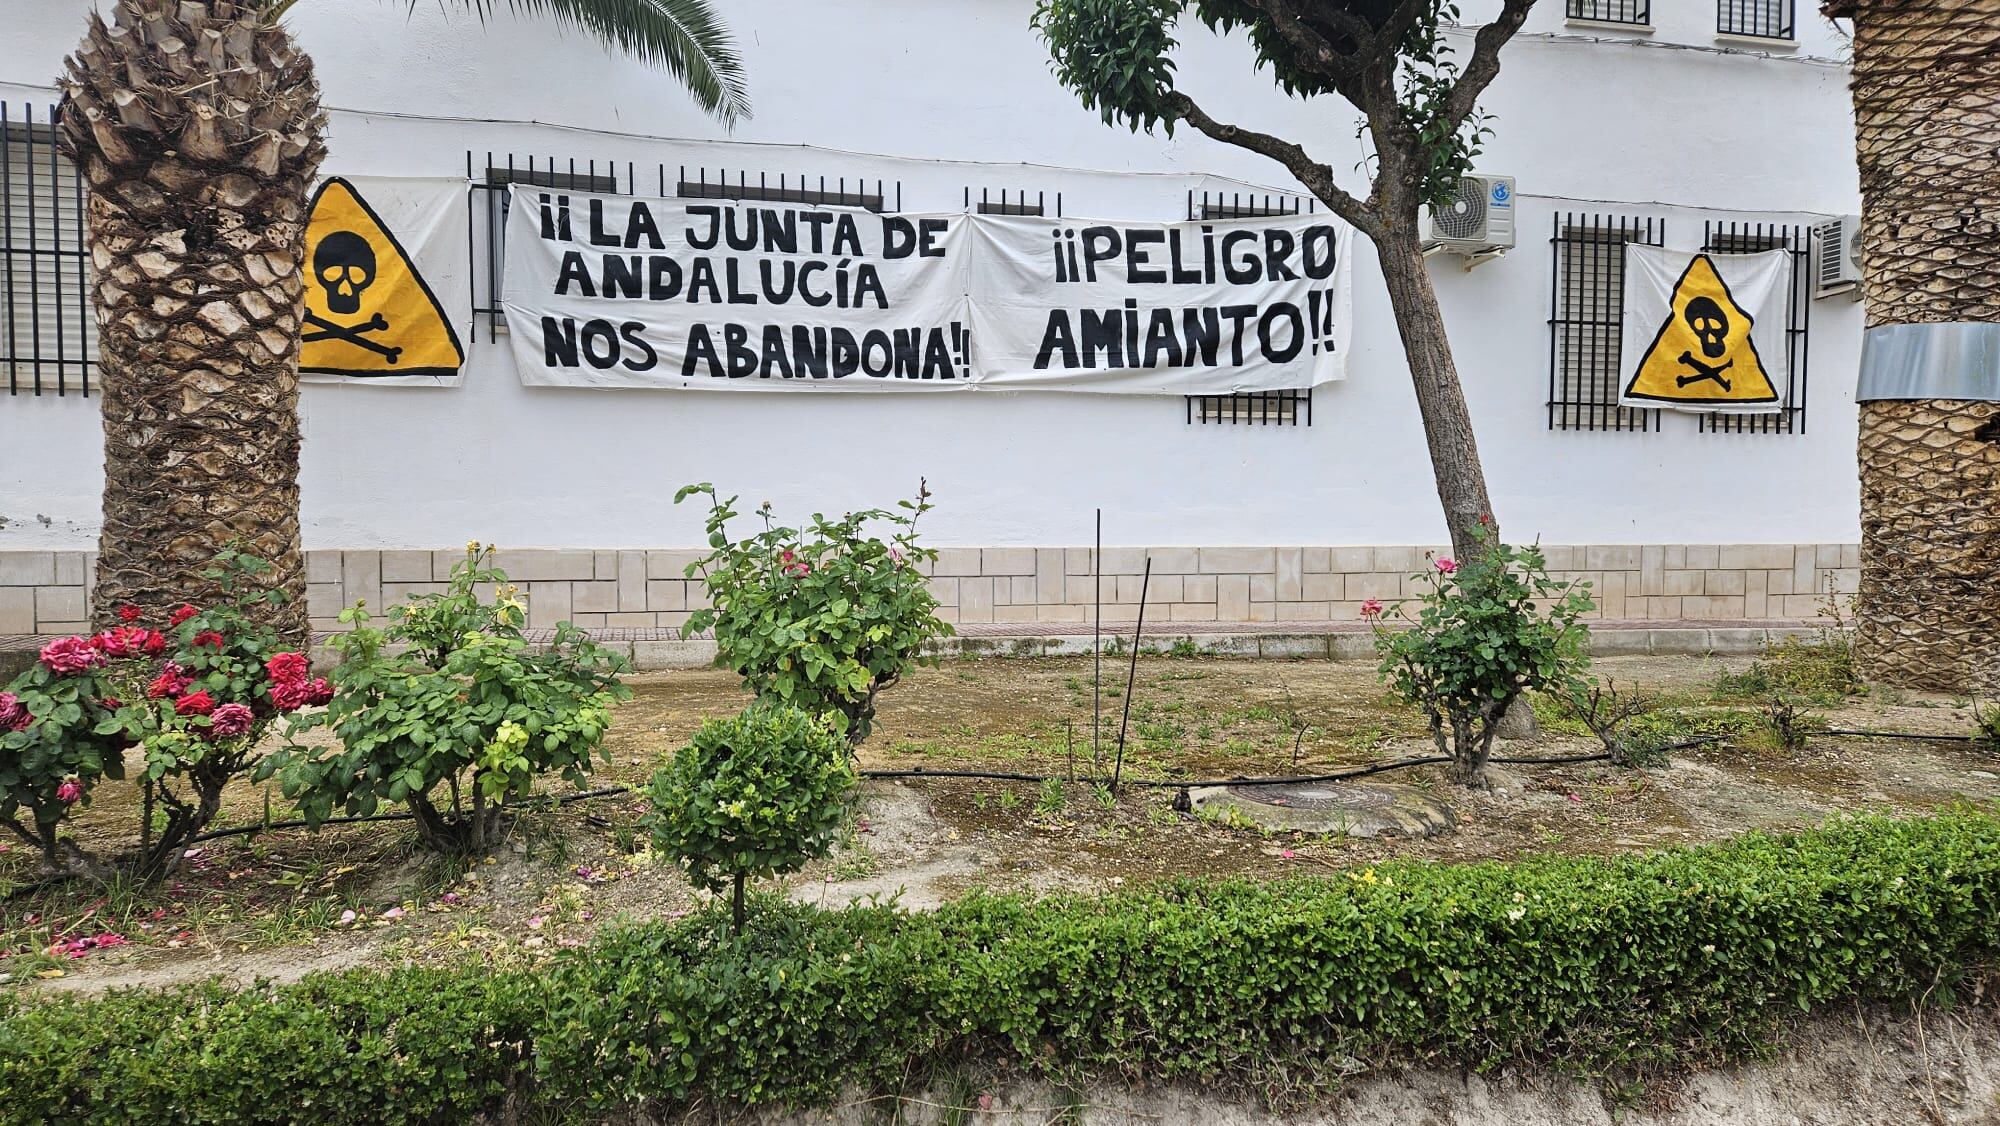 ¡¡LA JUNTA DE
ANDALUCÍA
NOS ABANDONA!!
¡¡PELIGRO
AMIANTO!!